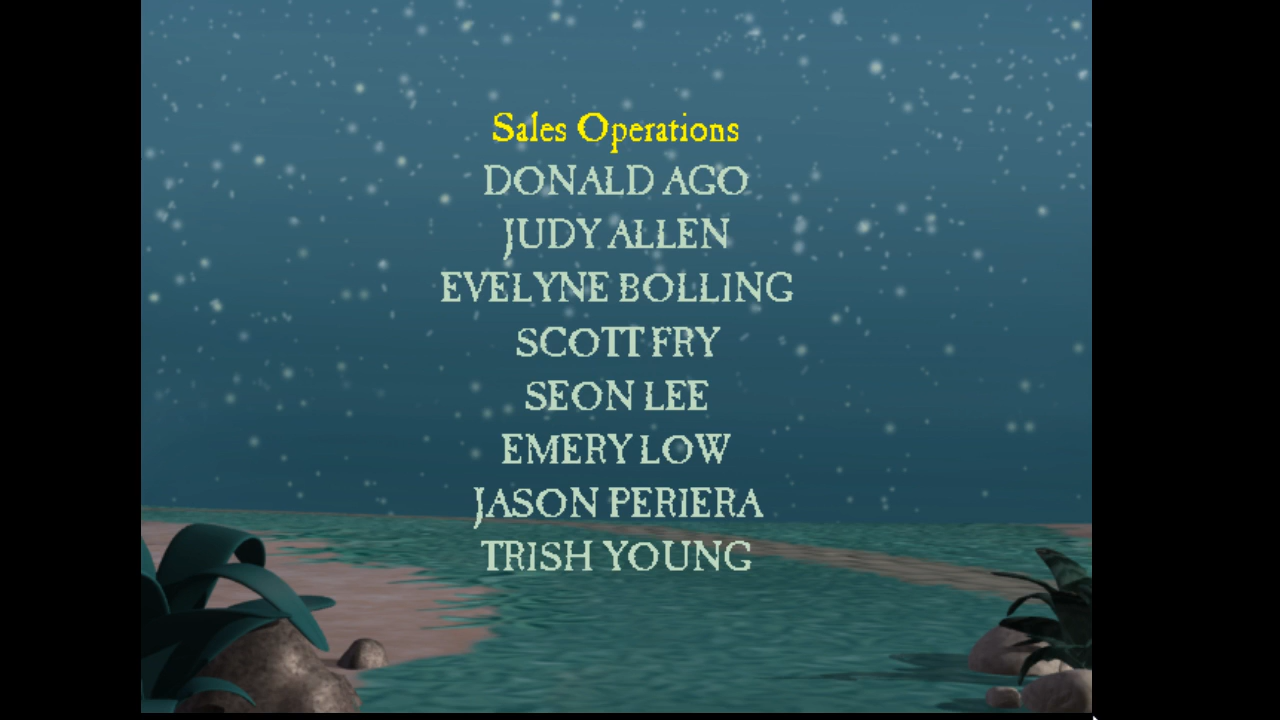 Sales Operations
DONALD AGO
JUDY ALLEN
EVELYNE BOLLING
SCOTT FRY
SEON LEE
EMERY LOW
JASON PERIERA
TRISH YOUNG